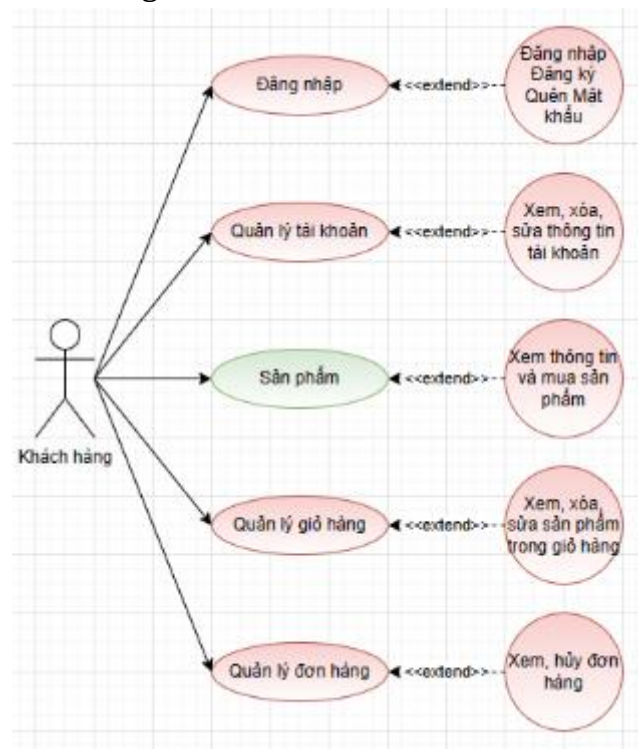 g
Đăng nhập
<<extend>>
Đăng nhập
Đăng ký
Quên Mật
khẩu
Quản lý tài khoản
<<extend>>
Xem, xóa,
sửa thông tin
tài khoản
Sản phẩm
<<extend>>
Xem thông tin
và mua sản
phẩm
Khách hàng
Quản lý giỏ hàng
<<extend>>
Xem, xóa,
sửa sản phẩm
trong giỏ hàng
Quản lý đơn hàng
<<extend>>
Xem, hủy đơn
hàng